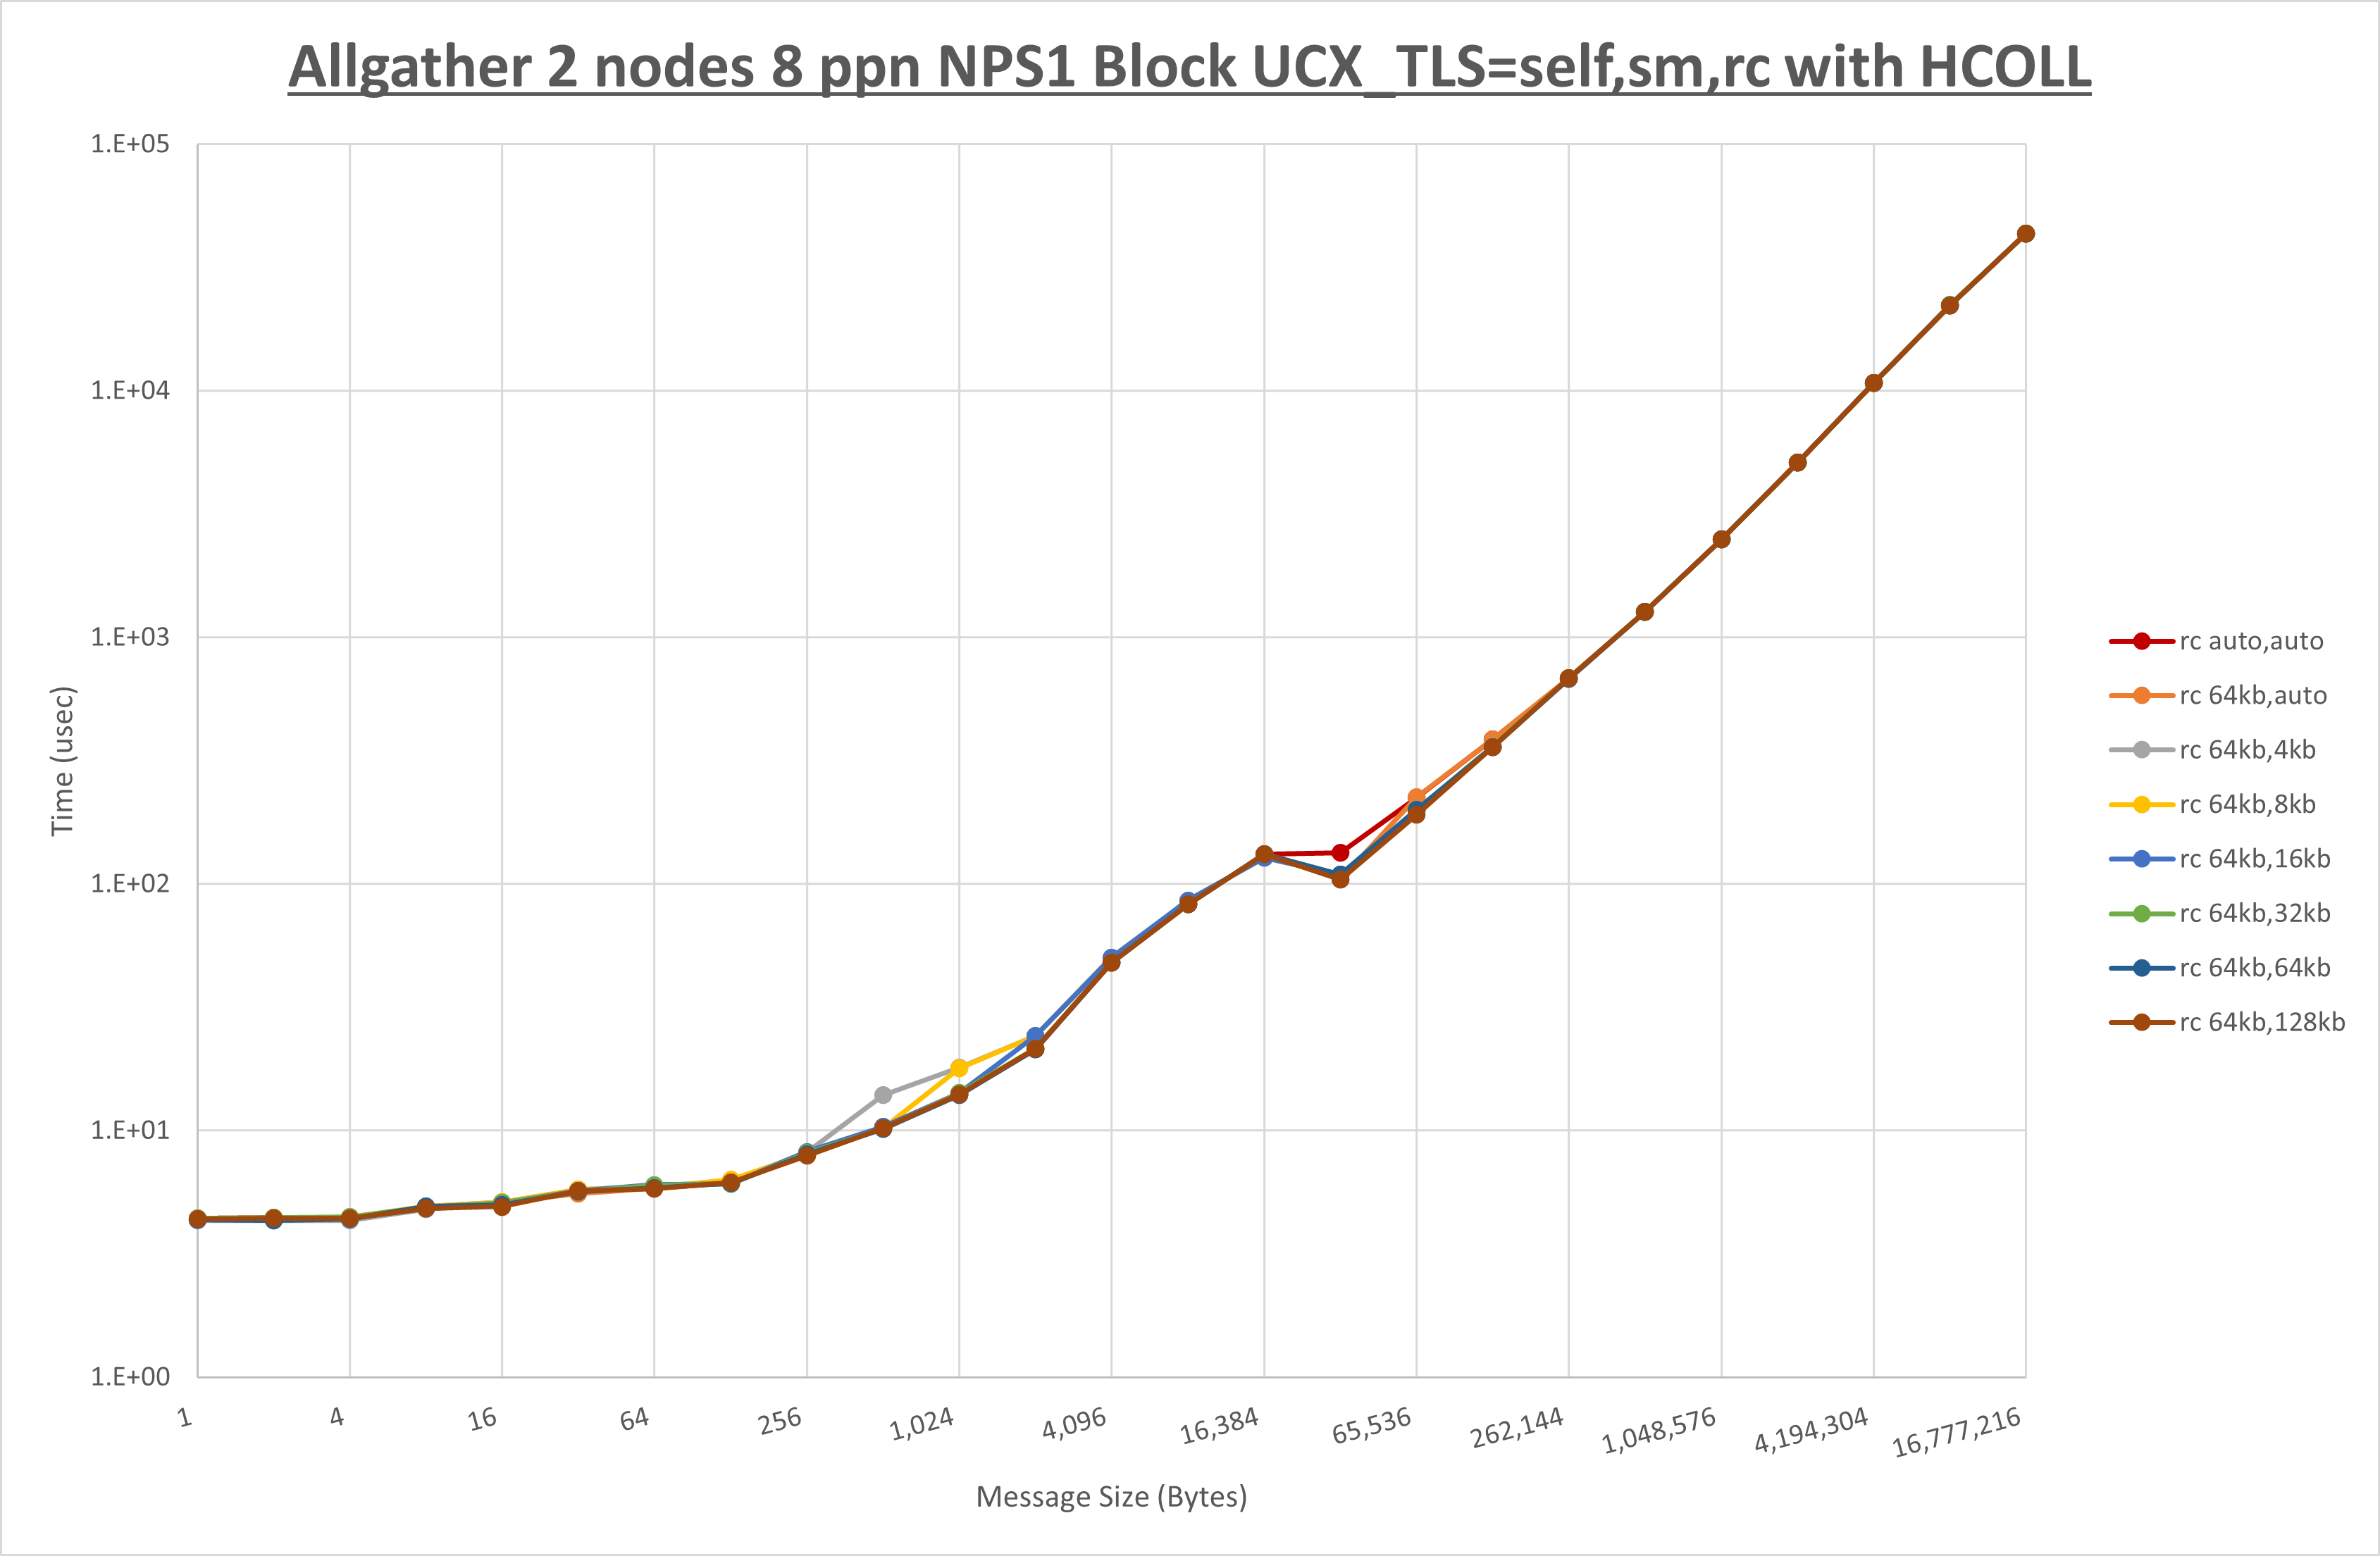 Allgather 2 nodes 8 ppn NPS1 Block UCX_TLS=self,sm,rc with HCOLL
1.E+05
1.E+04
1.E+03
1.E+02
1.E+01
1.E+00
Time (usec)
1 4 16 64 256 1,024 4,096 16,384 65,536 262,144 1,048,576 4,194,304 16,777,216
Message Size (Bytes)
rc auto,auto
rc 64kb,auto
rc 64kb,4kb
rc 64kb,8kb
rc 64kb,16kb
rc 64kb,32kb
rc 64kb,64kb
rc 64kb,128kb